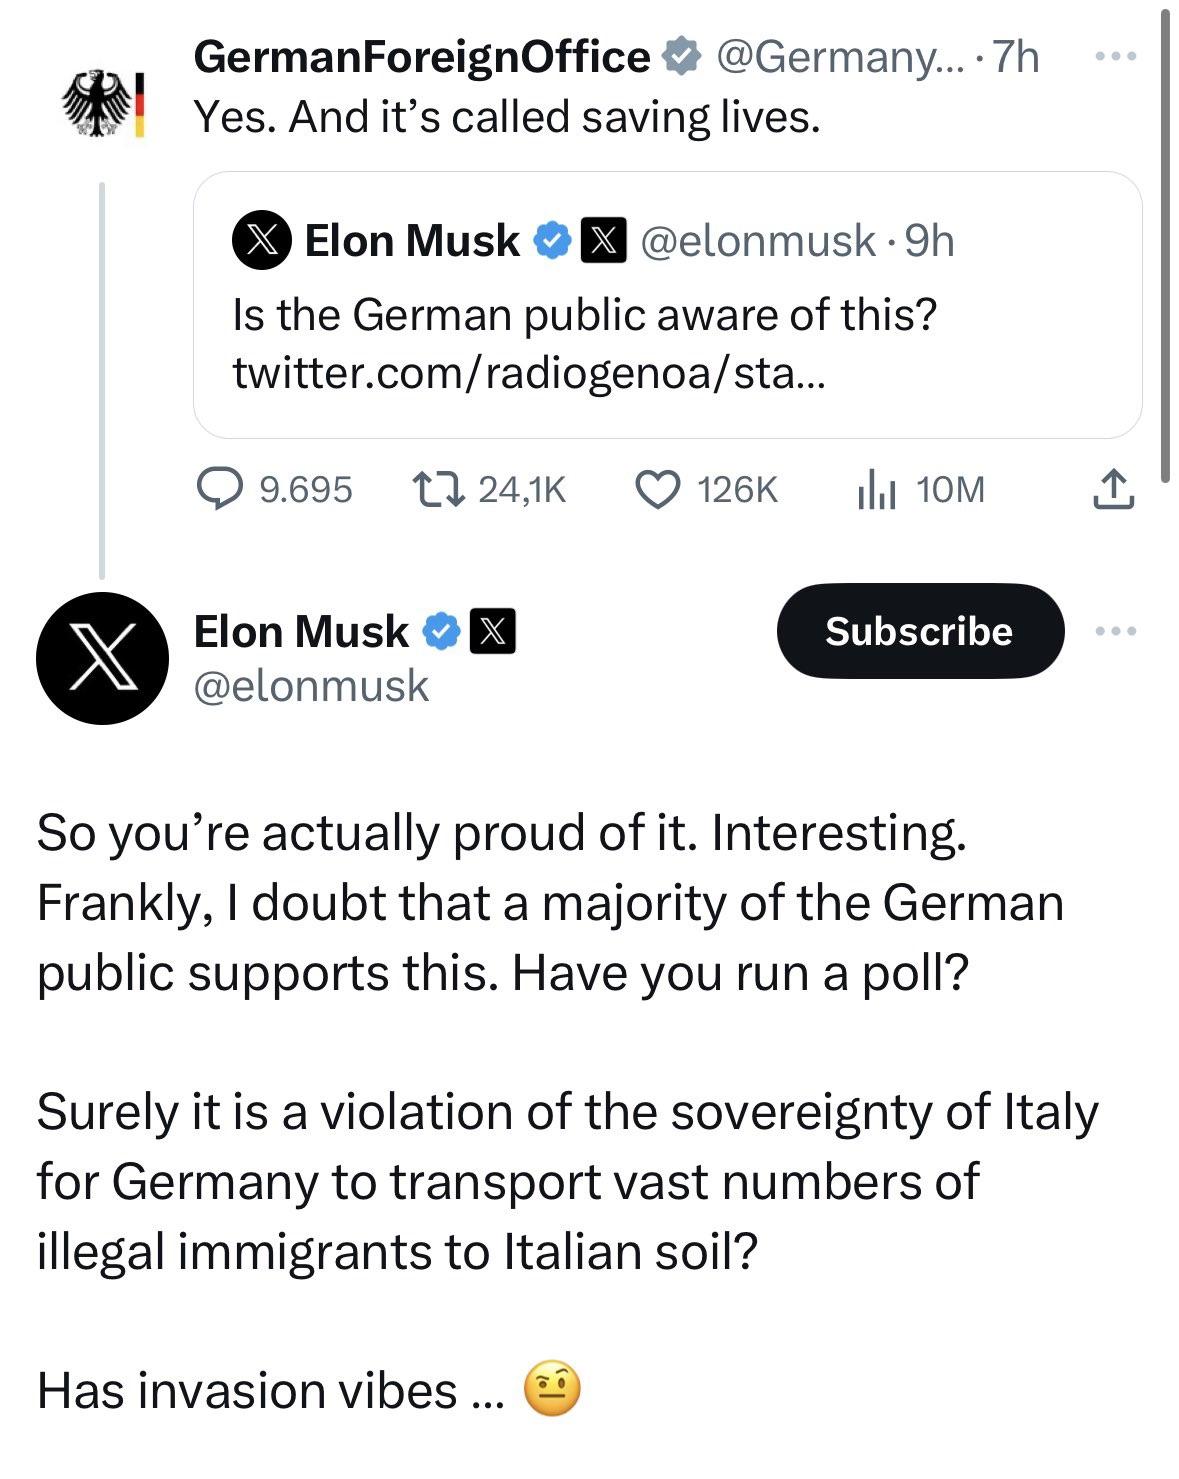 GermanForeignOffice @Germany... · 7h
Yes. And it’s called saving lives.
X Elon Musk X @elonmusk · 9h
Is the German public aware of this?
twitter.com/radiogenoa/sta...
9.695 24,1K 126K 10M
X Elon Musk X Subscribe
@elonmusk
So you’re actually proud of it. Interesting.
Frankly, I doubt that a majority of the German
public supports this. Have you run a poll?
Surely it is a violation of the sovereignty of Italy
for Germany to transport vast numbers of
illegal immigrants to Italian soil?
Has invasion vibes ... 🤨